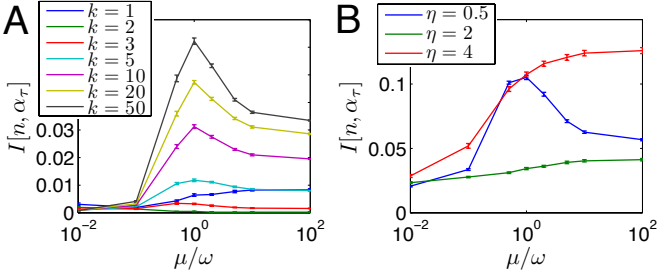 A
k = 1
k = 2
k = 3
k = 5
k = 10
k = 20
k = 50
I[n, α_τ]
0.03
0.02
0.01
0
10^−2 10^0 10^2
μ/ω
B
η = 0.5
η = 2
η = 4
I[n, α_τ]
0.1
0.05
0
10^−2 10^0 10^2
μ/ω